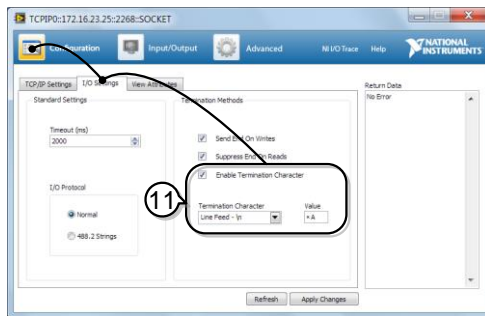 TCPIP0::172.16.23.25::2268::SOCKET
Configuration
Input/Output
Advanced
NI I/O Trace
Help
NATIONAL
INSTRUMENTS
TCP/IP Settings
I/O Settings
View Attributes
Return Data
No Error
Standard Settings
Termination Methods
Timeout (ms)
2000
Send End On Writes
Suppress End On Reads
Enable Termination Character
I/O Protocol
Normal
488.2 Strings
11
Termination Character
Value
Line Feed - \n
xA
Refresh
Apply Changes